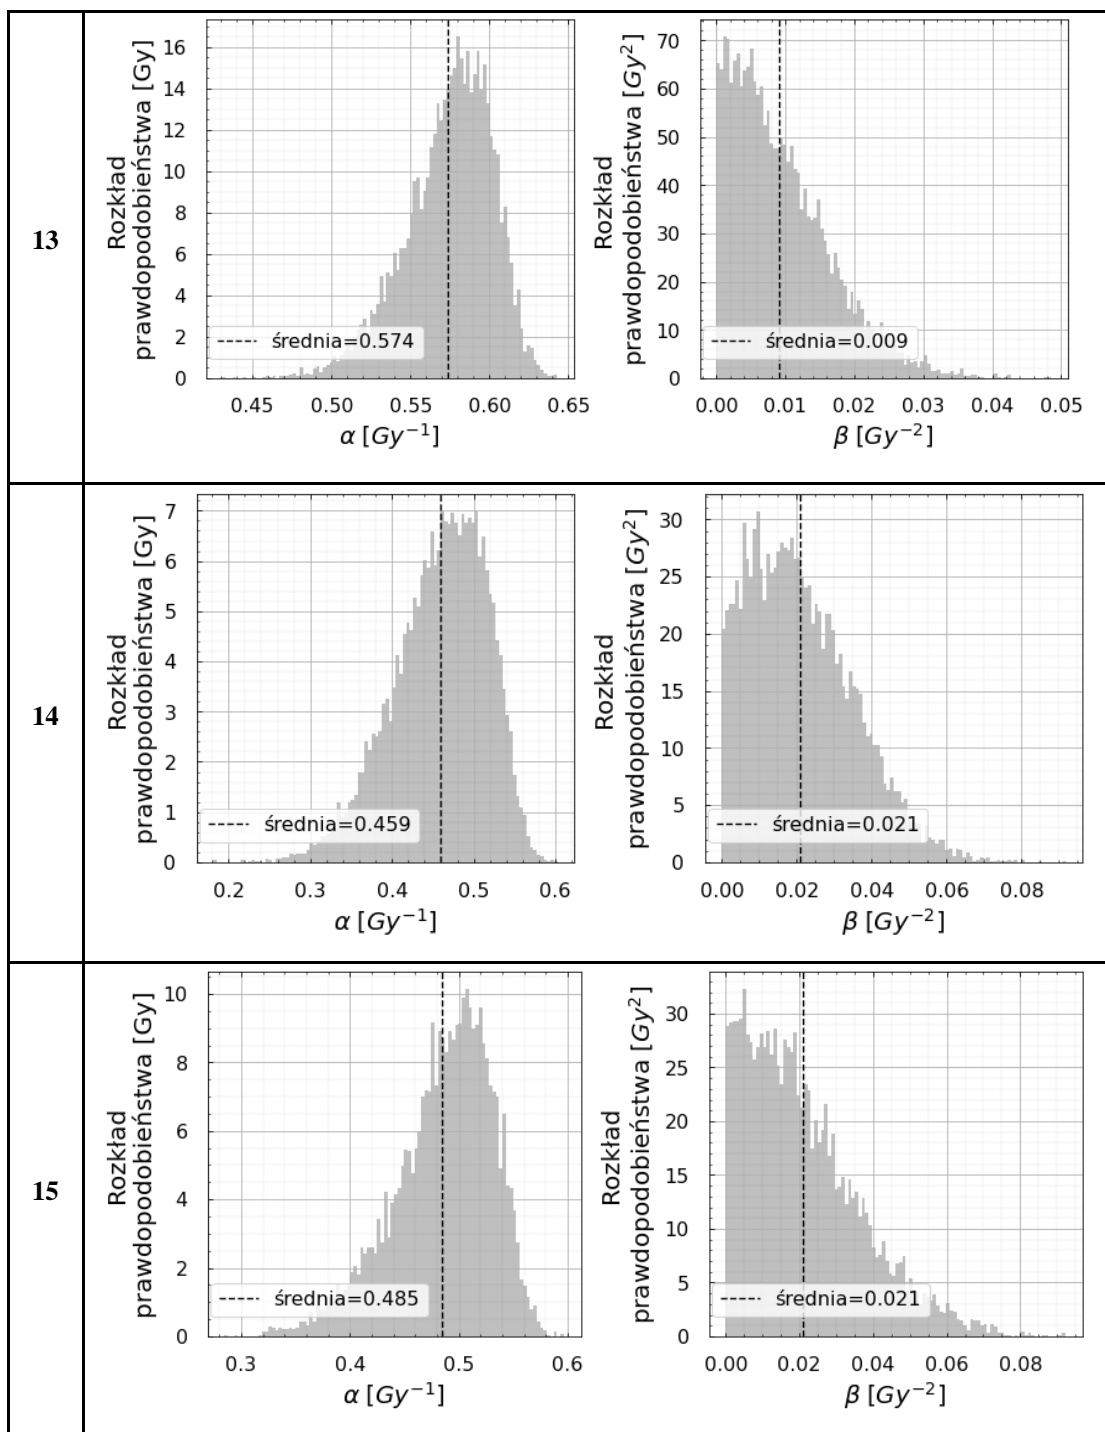 13
Rozkład
prawdopodobieństwa [Gy]
16
14
12
10
8
6
4
2
0
średnia=0.574
0.45 0.50 0.55 0.60 0.65
α [Gy⁻¹]
Rozkład
prawdopodobieństwa [Gy²]
70
60
50
40
30
20
10
0
średnia=0.009
0.00 0.01 0.02 0.03 0.04 0.05
β [Gy⁻²]
14
Rozkład
prawdopodobieństwa [Gy]
7
6
5
4
3
2
1
0
średnia=0.459
0.2 0.3 0.4 0.5 0.6
α [Gy⁻¹]
Rozkład
prawdopodobieństwa [Gy²]
30
25
20
15
10
5
0
średnia=0.021
0.00 0.02 0.04 0.06 0.08
β [Gy⁻²]
15
Rozkład
prawdopodobieństwa [Gy]
10
8
6
4
2
0
średnia=0.485
0.3 0.4 0.5 0.6
α [Gy⁻¹]
Rozkład
prawdopodobieństwa [Gy²]
30
25
20
15
10
5
0
średnia=0.021
0.00 0.02 0.04 0.06 0.08
β [Gy⁻²]